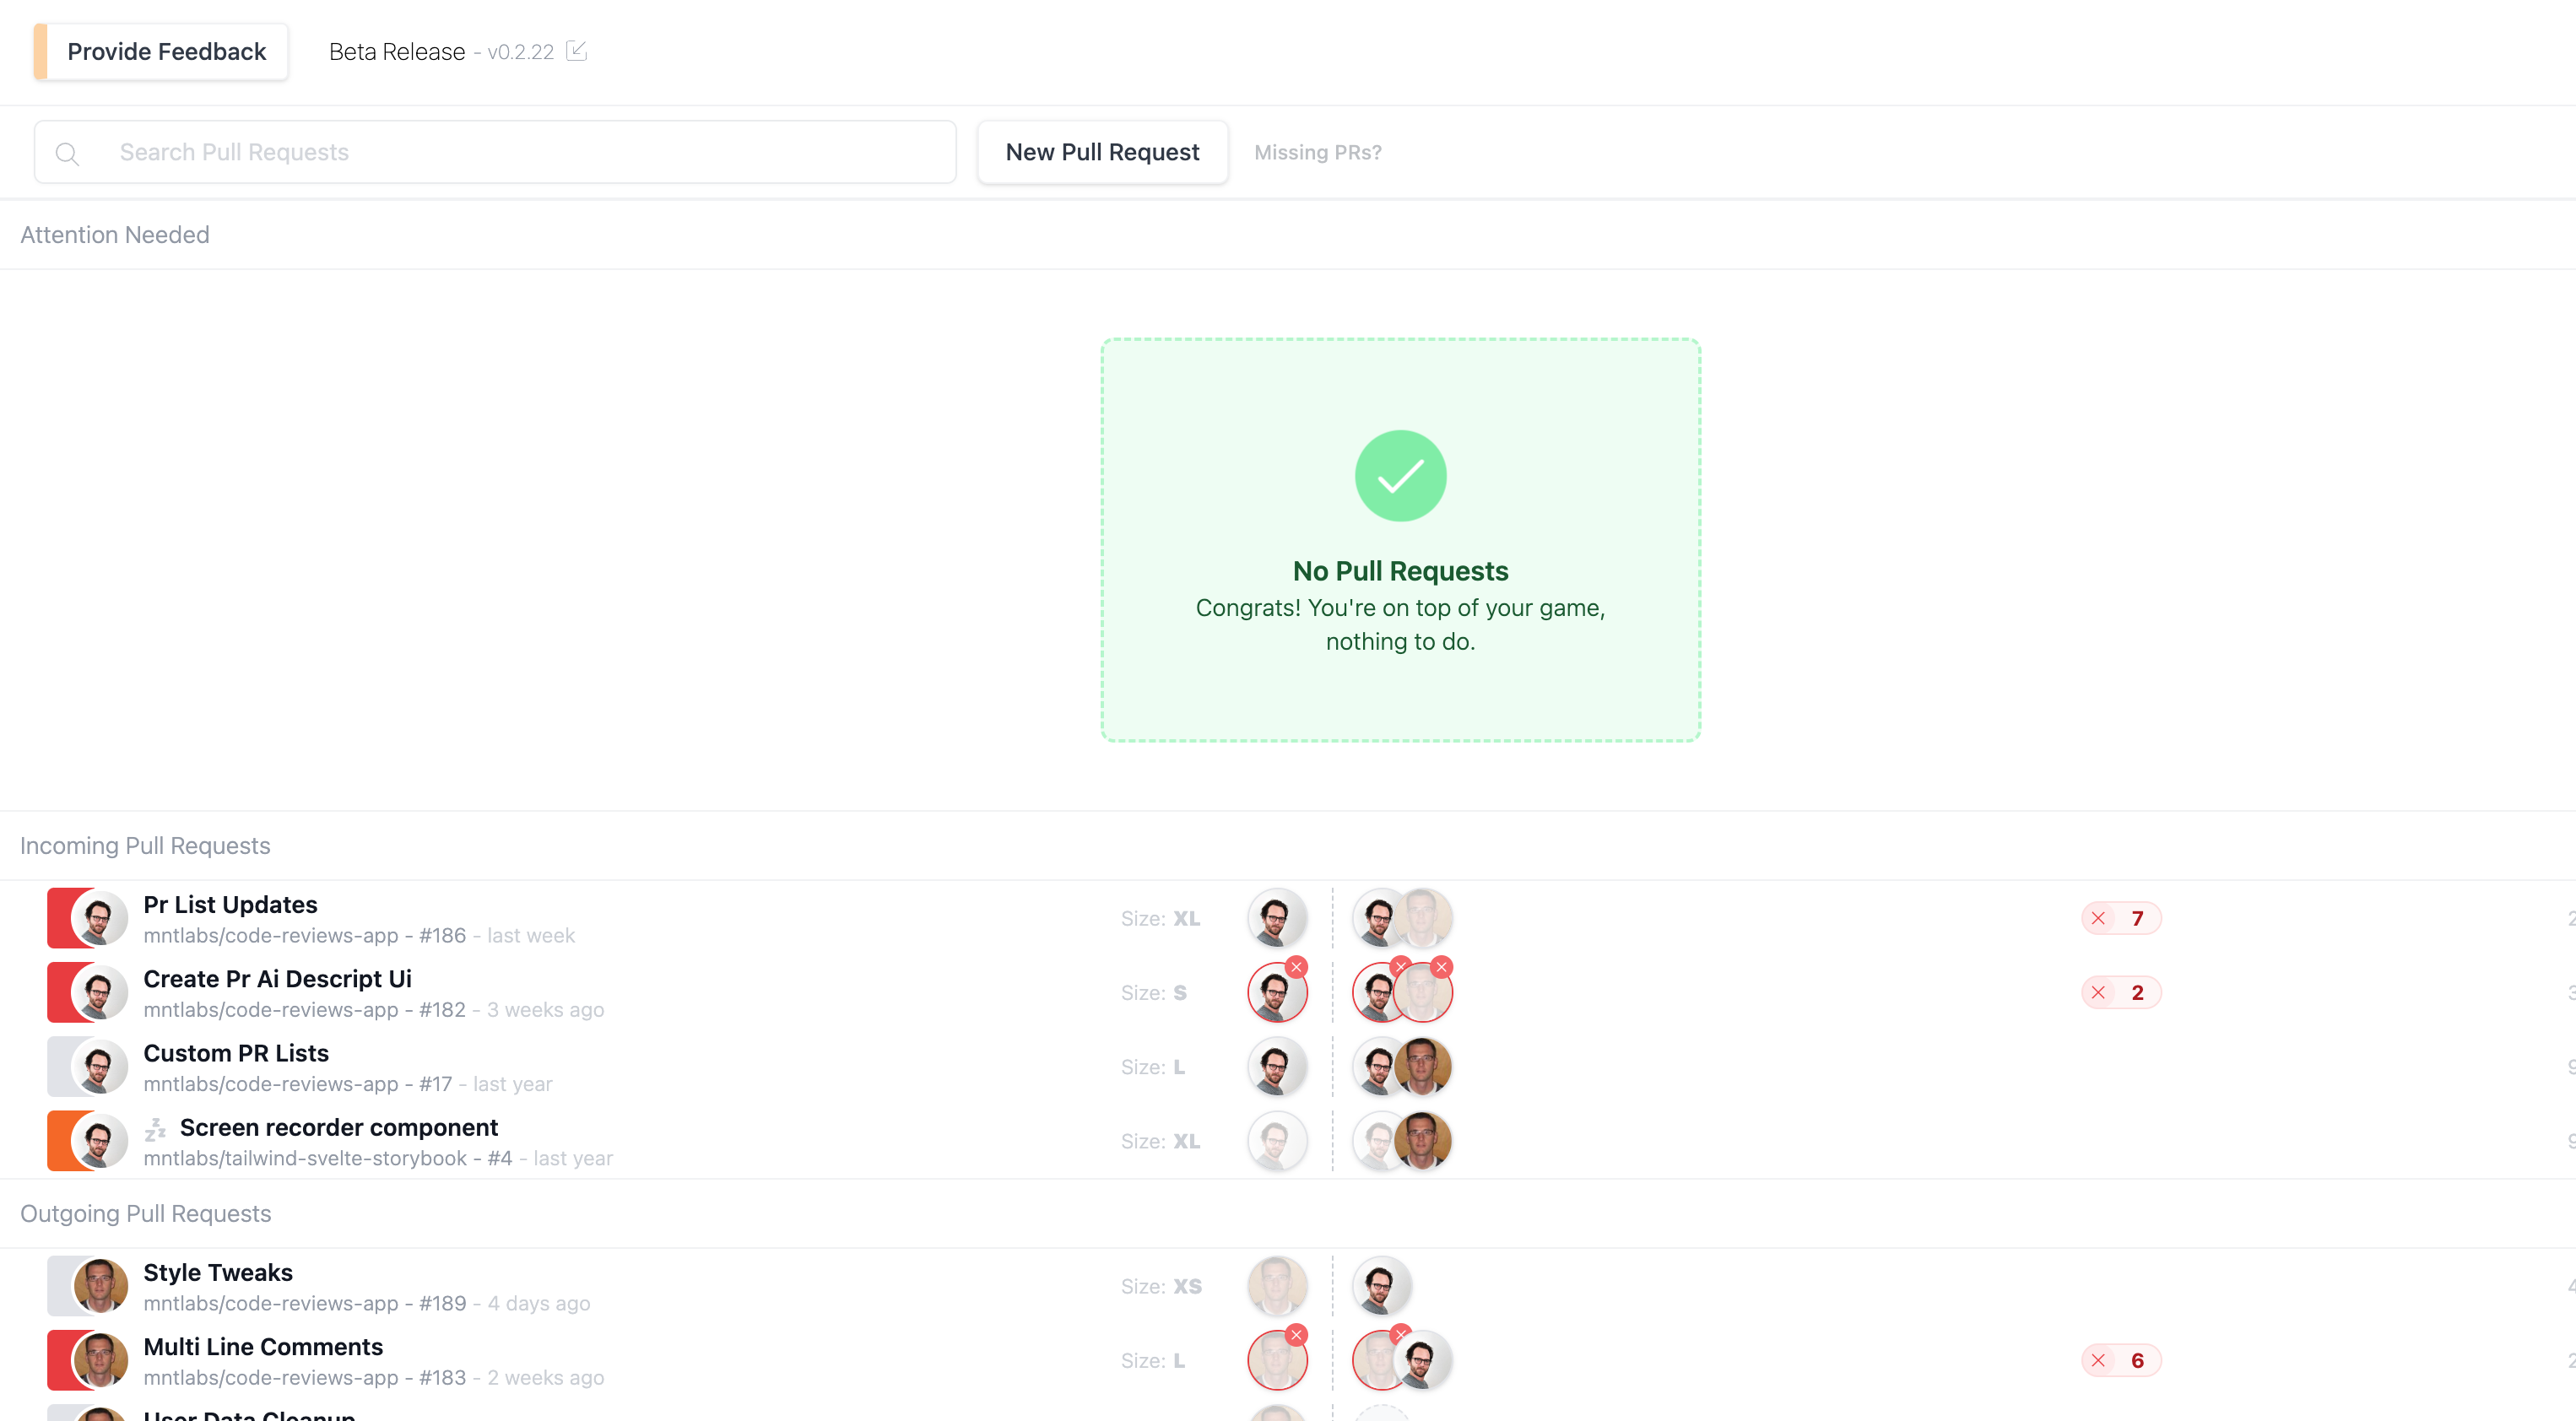 Provide Feedback
Beta Release - v0.2.22
Search Pull Requests
New Pull Request
Missing PRs?
Attention Needed
No Pull Requests
Congrats! You're on top of your game,
nothing to do.
Incoming Pull Requests
Pr List Updates
mntlabs/code-reviews-app - #186 - last week
Size: XL
7
Create Pr Ai Descript Ui
mntlabs/code-reviews-app - #182 - 3 weeks ago
Size: S
2
Custom PR Lists
mntlabs/code-reviews-app - #17 - last year
Size: L
zzz Screen recorder component
mntlabs/tailwind-svelte-storybook - #4 - last year
Size: XL
Outgoing Pull Requests
Style Tweaks
mntlabs/code-reviews-app - #189 - 4 days ago
Size: XS
Multi Line Comments
mntlabs/code-reviews-app - #183 - 2 weeks ago
Size: L
6
User Data Cleanup